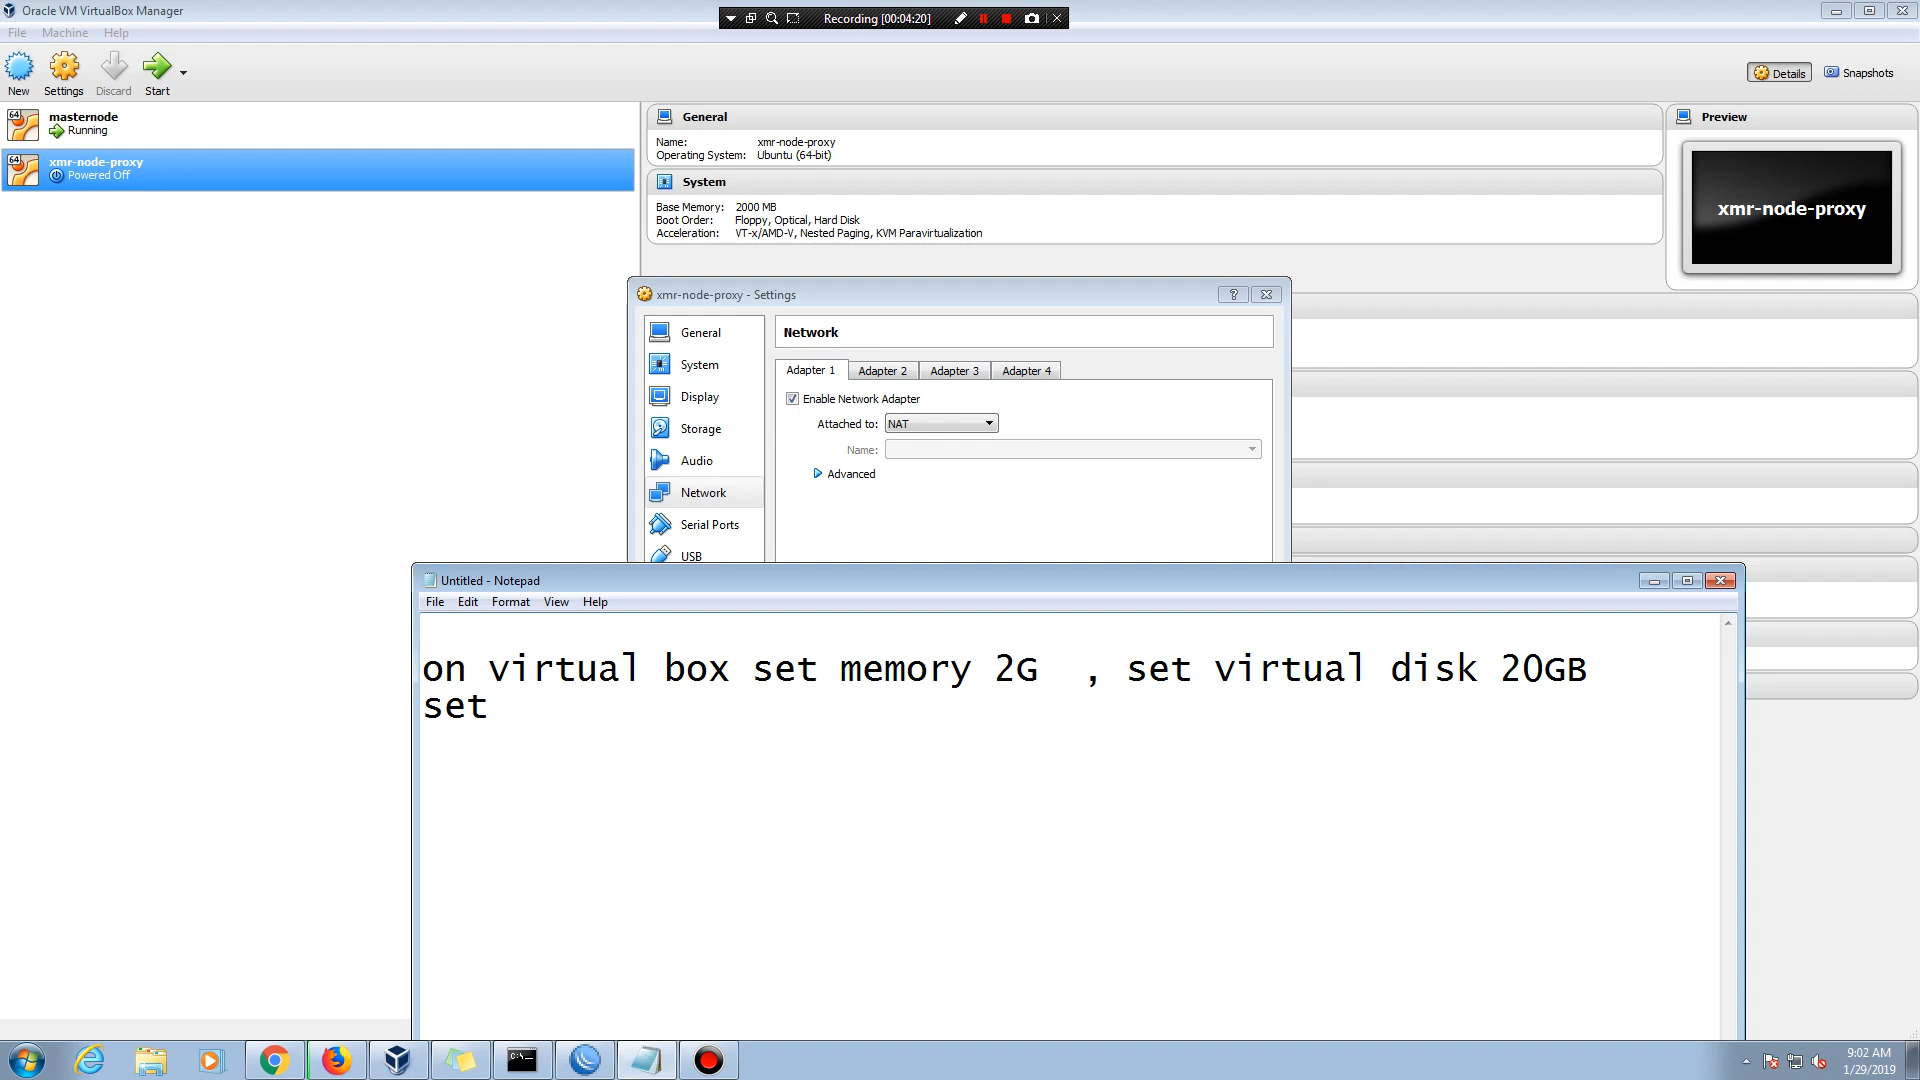 Oracle VM VirtualBox Manager
Recording [00:04:20]
File Machine Help
New Settings Discard Start
Details Snapshots
64
masternode
Running
64
xmr-node-proxy
Powered Off
General
Name: xmr-node-proxy
Operating System: Ubuntu (64-bit)
System
Base Memory: 2000 MB
Boot Order: Floppy, Optical, Hard Disk
Acceleration: VT-x/AMD-V, Nested Paging, KVM Paravirtualization
Preview
xmr-node-proxy
xmr-node-proxy - Settings
?
General
System
Display
Storage
Audio
Network
Serial Ports
USB
Network
Adapter 1 Adapter 2 Adapter 3 Adapter 4
Enable Network Adapter
Attached to: NAT
Name:
Advanced
Untitled - Notepad
File Edit Format View Help
on virtual box set memory 2G , set virtual disk 20GB
set
C:\_
9:02 AM
1/29/2019